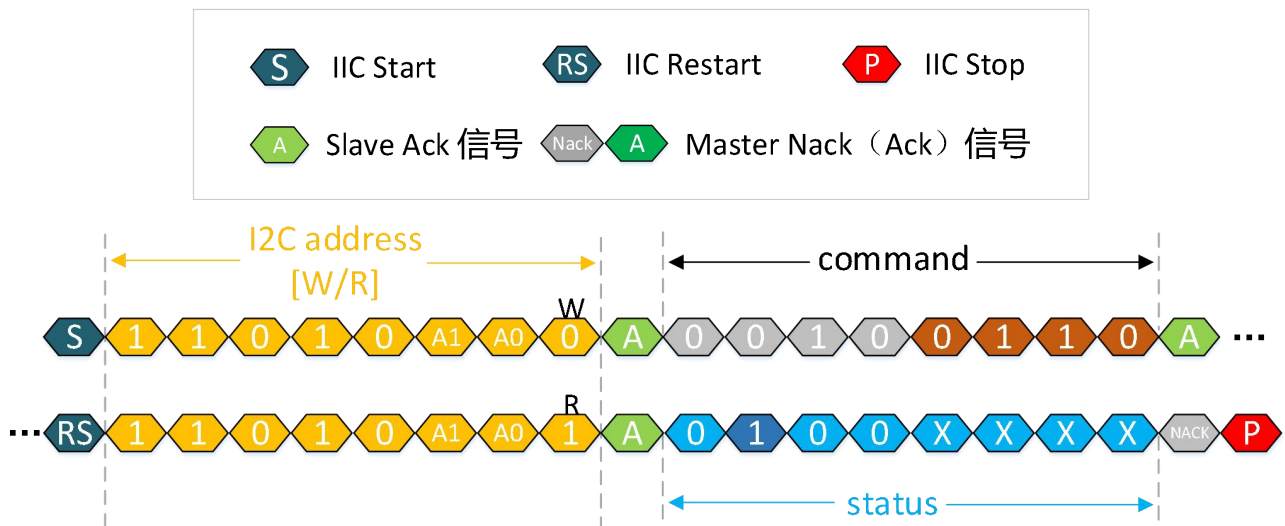 S IIC Start RS IIC Restart P IIC Stop
A Slave Ack 信号 Nack A Master Nack（Ack）信号
I2C address
[W/R]
command
W
S 1 1 0 1 0 A1 A0 0 A 0 0 1 0 0 1 1 0 A ...
R
... RS 1 1 0 1 0 A1 A0 1 A 0 1 0 0 X X X X NACK P
status